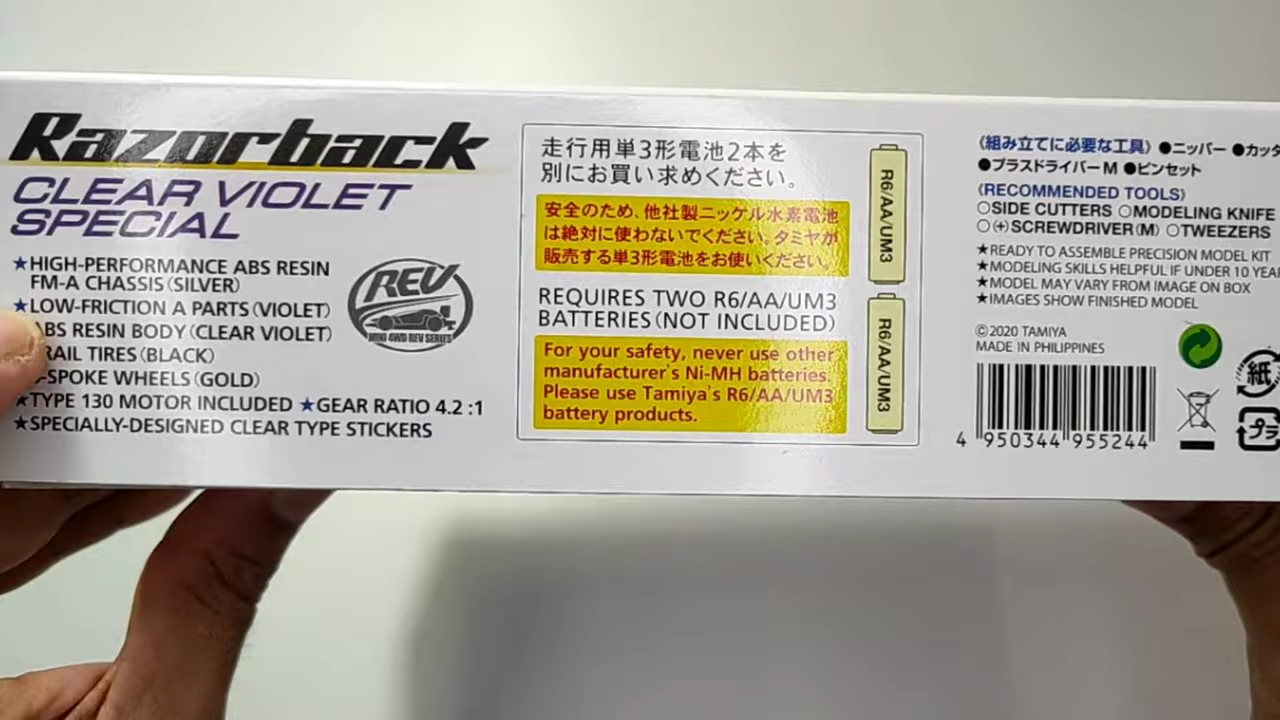 Razorback
CLEAR VIOLET
SPECIAL
★HIGH-PERFORMANCE ABS RESIN
FM-A CHASSIS (SILVER)
★LOW-FRICTION A PARTS (VIOLET)
ABS RESIN BODY (CLEAR VIOLET)
TIRES (BLACK)
-SPOKE WHEELS (GOLD)
★TYPE 130 MOTOR INCLUDED ★GEAR RATIO 4.2 :1
★SPECIALLY-DESIGNED CLEAR TYPE STICKERS
REV
MINI 4WD REV SERIES
走行用単3形電池2本を
別にお買い求めください。
安全のため、他社製ニッケル水素電池
は絶対に使わないでください。タミヤが
販売する単3形電池をお使いください。
REQUIRES TWO R6/AA/UM3
BATTERIES (NOT INCLUDED)
For your safety, never use other
manufacturer's Ni-MH batteries.
Please use Tamiya's R6/AA/UM3
battery products.
R6/AA/UM3
R6/AA/UM3
《組み立てに必要な工具》 ●ニッパー ●カッタ
●プラスドライバー M ●ピンセット
《RECOMMENDED TOOLS》
○SIDE CUTTERS ○MODELING KNIFE
○(+)SCREWDRIVER (M) ○TWEEZERS
★READY TO ASSEMBLE PRECISION MODEL KIT
★MODELING SKILLS HELPFUL IF UNDER 10 YEA
★MODEL MAY VARY FROM IMAGE ON BOX
★IMAGES SHOW FINISHED MODEL
©2020 TAMIYA
MADE IN PHILIPPINES
4 950344 955244
紙
プラ